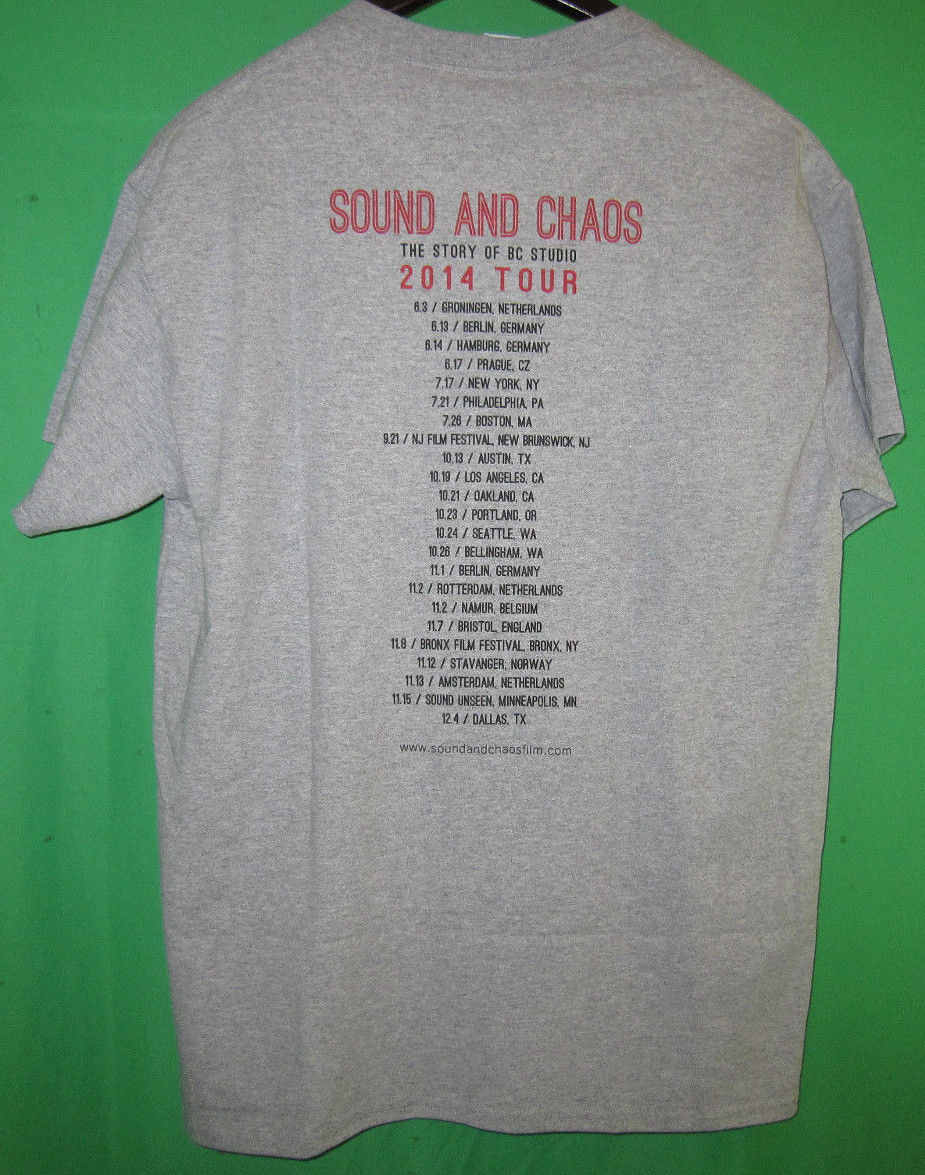 SOUND AND CHAOS
THE STORY OF BC STUDIO
2014 TOUR
6.3 / GRONINGEN, NETHERLANDS
6.13 / BERLIN, GERMANY
6.14 / HAMBURG, GERMANY
6.17 / PRAGUE, CZ
7.17 / NEW YORK, NY
7.21 / PHILADELPHIA, PA
7.26 / BOSTON, MA
9.21 / NJ FILM FESTIVAL, NEW BRUNSWICK, NJ
10.13 / AUSTIN, TX
10.19 / LOS ANGELES, CA
10.21 / OAKLAND, CA
10.23 / PORTLAND, OR
10.24 / SEATTLE, WA
10.26 / BELLINGHAM, WA
11.1 / BERLIN, GERMANY
11.2 / ROTTERDAM, NETHERLANDS
11.2 / NAMUR, BELGIUM
11.7 / BRISTOL, ENGLAND
11.8 / BRONX FILM FESTIVAL, BRONX, NY
11.12 / STAVANGER, NORWAY
11.13 / AMSTERDAM, NETHERLANDS
11.15 / SOUND UNSEEN, MINNEAPOLIS, MN
12.4 / DALLAS, TX
www.soundandchaosfilm.com